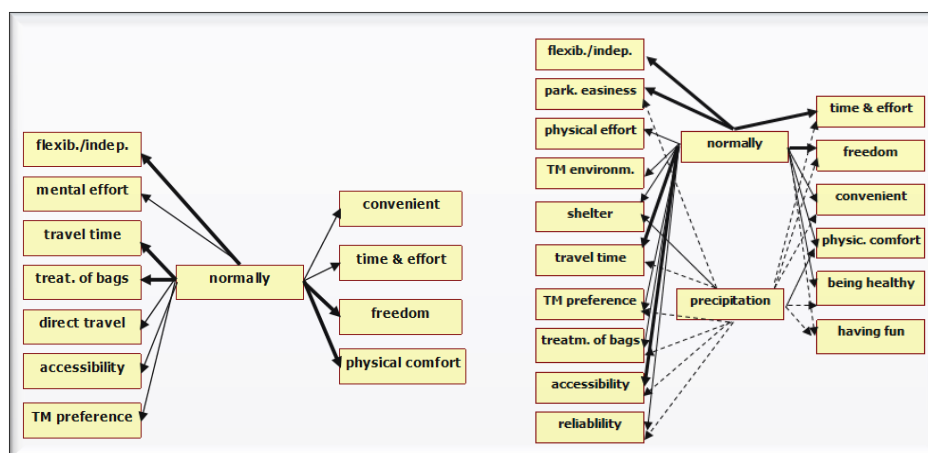 flexib./indep.
mental effort
travel time
treat. of bags
direct travel
accessibility
TM preference
normally
convenient
time & effort
freedom
physical comfort
flexib./indep.
park. easiness
physical effort
TM environm.
shelter
travel time
TM preference
treatm. of bags
accessibility
reliablility
normally
precipitation
time & effort
freedom
convenient
physic. comfort
being healthy
having fun